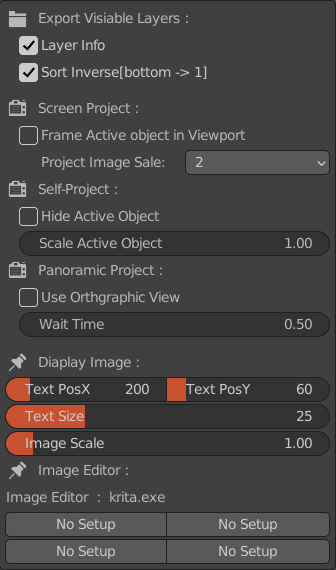 Export Visiable Layers :
Layer Info
Sort Inverse[bottom -> 1]
Screen Project :
Frame Active object in Viewport
Project Image Sale: 2
Self-Project :
Hide Active Object
Scale Active Object 1.00
Panoramic Project :
Use Orthgraphic View
Wait Time 0.50
Diaplay Image :
Text PosX 200 Text PosY 60
Text Size 25
Image Scale 1.00
Image Editor :
Image Editor : krita.exe
No Setup No Setup
No Setup No Setup